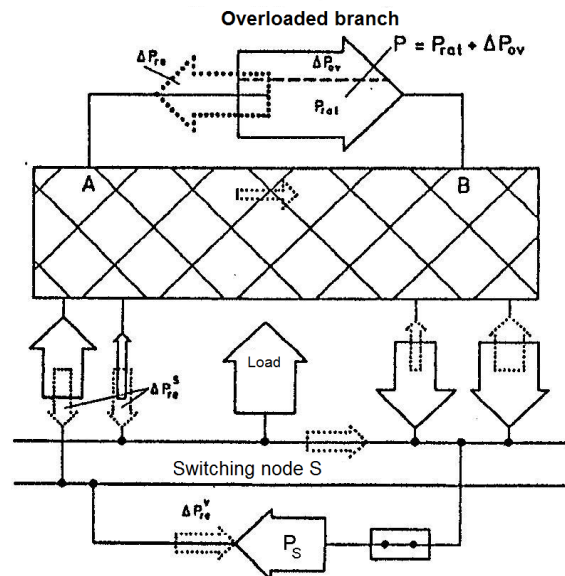 Overloaded branch
ΔPre
ΔPov
P = Prat + ΔPov
Prat
A
B
Load
ΔPre^S
Switching node S
ΔPre^V
PS